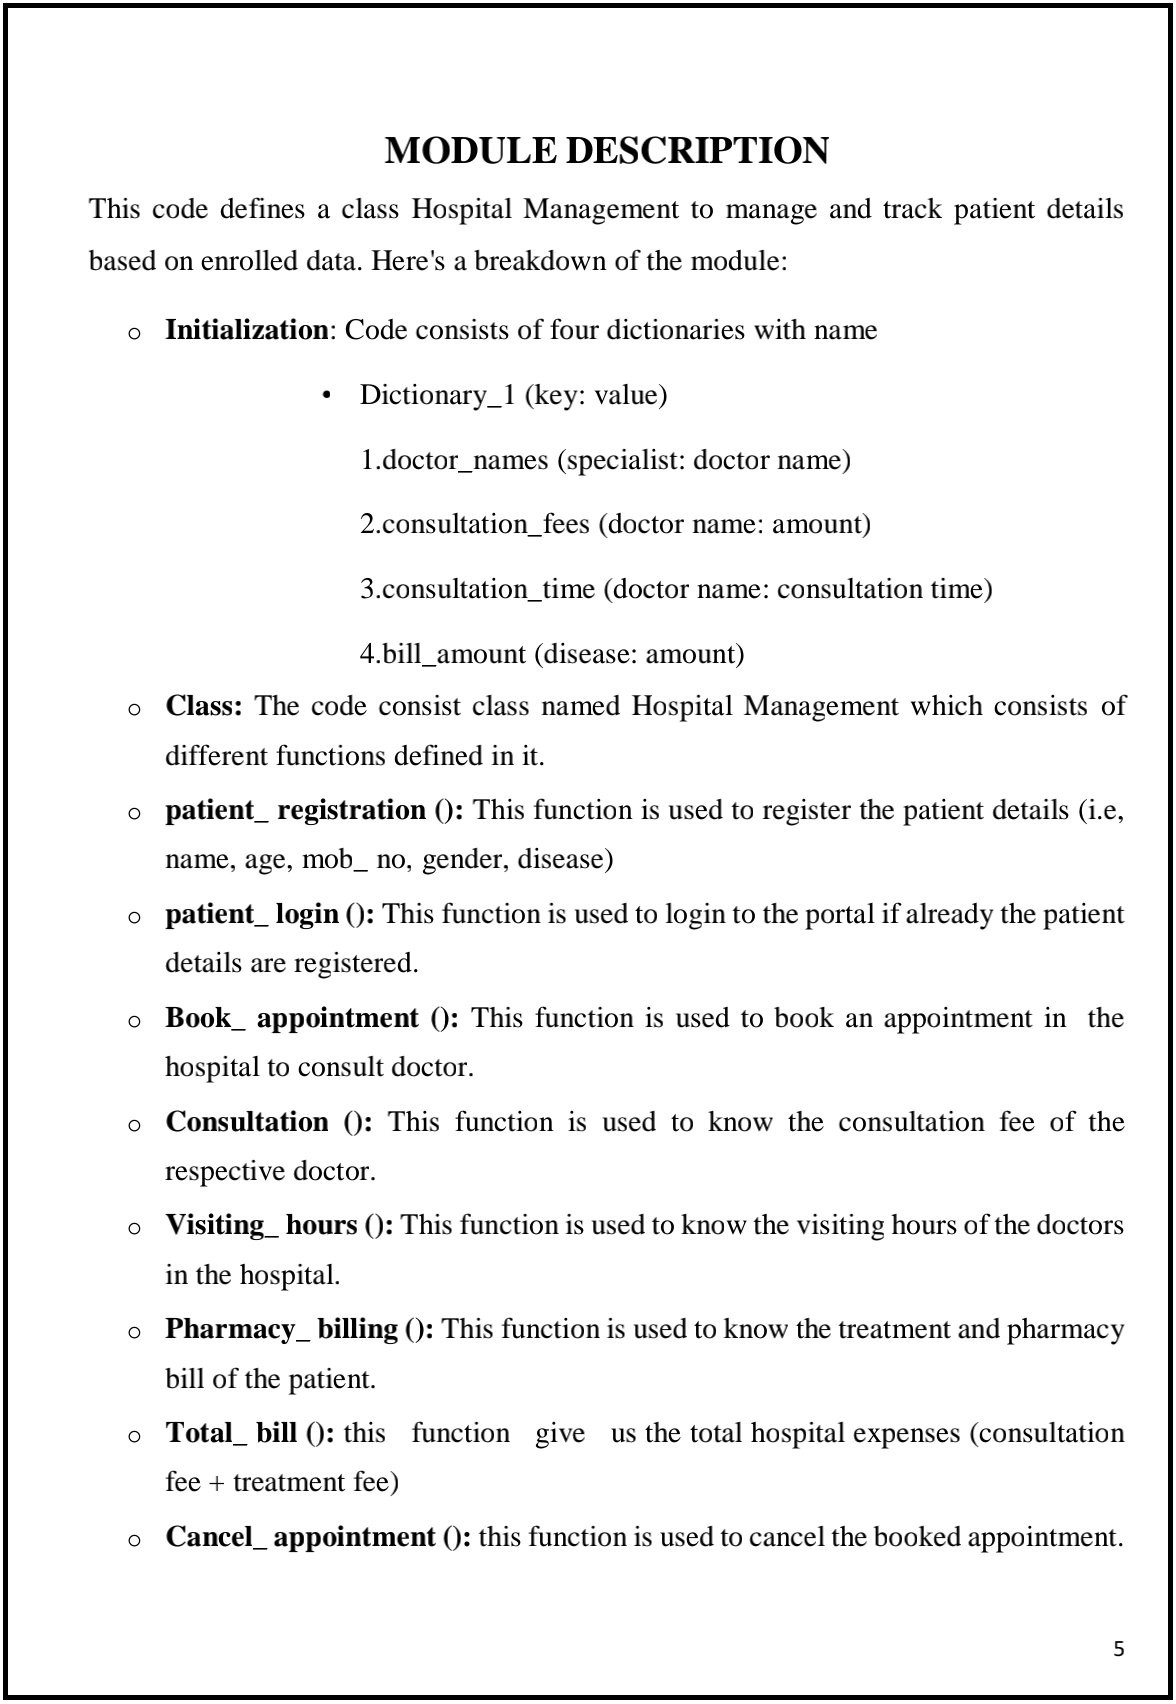 MODULE DESCRIPTION
This code defines a class Hospital Management to manage and track patient details
based on enrolled data. Here's a breakdown of the module:
o Initialization: Code consists of four dictionaries with name
• Dictionary_1 (key: value)
1.doctor_names (specialist: doctor name)
2.consultation_fees (doctor name: amount)
3.consultation_time (doctor name: consultation time)
4.bill_amount (disease: amount)
o Class: The code consist class named Hospital Management which consists of
different functions defined in it.
o patient_ registration (): This function is used to register the patient details (i.e,
name, age, mob_ no, gender, disease)
o patient_ login (): This function is used to login to the portal if already the patient
details are registered.
o Book_ appointment (): This function is used to book an appointment in the
hospital to consult doctor.
o Consultation (): This function is used to know the consultation fee of the
respective doctor.
o Visiting_ hours (): This function is used to know the visiting hours of the doctors
in the hospital.
o Pharmacy_ billing (): This function is used to know the treatment and pharmacy
bill of the patient.
o Total_ bill (): this function give us the total hospital expenses (consultation
fee + treatment fee)
o Cancel_ appointment (): this function is used to cancel the booked appointment.
5